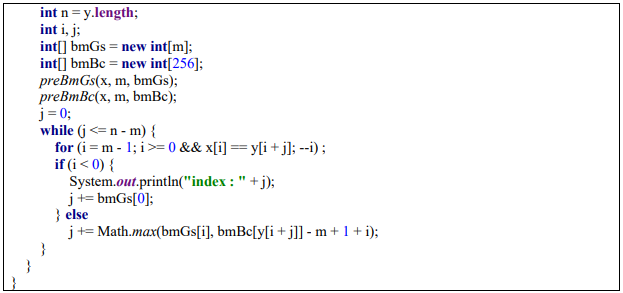 int n = y.length;
int i, j;
int[] bmGs = new int[m];
int[] bmBc = new int[256];
preBmGs(x, m, bmGs);
preBmBc(x, m, bmBc);
j = 0;
while (j <= n - m) {
for (i = m - 1; i >= 0 && x[i] == y[i + j]; --i) ;
if (i < 0) {
System.out.println("index : " + j);
j += bmGs[0];
} else
j += Math.max(bmGs[i], bmBc[y[i + j]] - m + 1 + i);
}
}
}